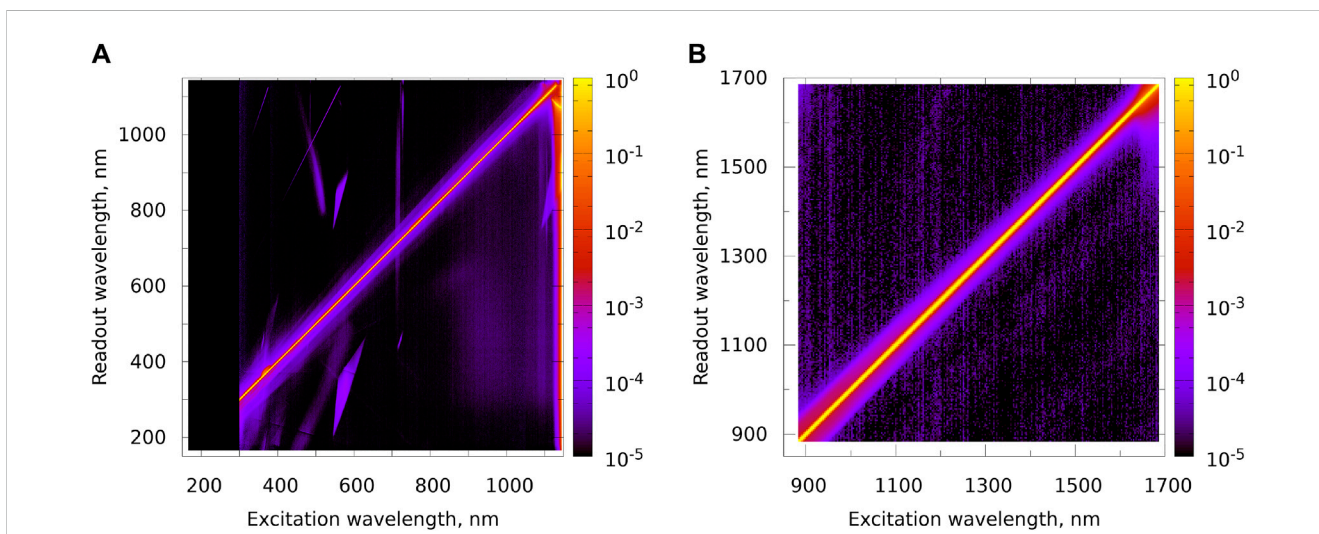 A
B
Readout wavelength, nm
1000
800
600
400
200
200 400 600 800 1000
Excitation wavelength, nm
10^0
10^-1
10^-2
10^-3
10^-4
10^-5
Readout wavelength, nm
1700
1500
1300
1100
900
900 1100 1300 1500 1700
Excitation wavelength, nm
10^0
10^-1
10^-2
10^-3
10^-4
10^-5